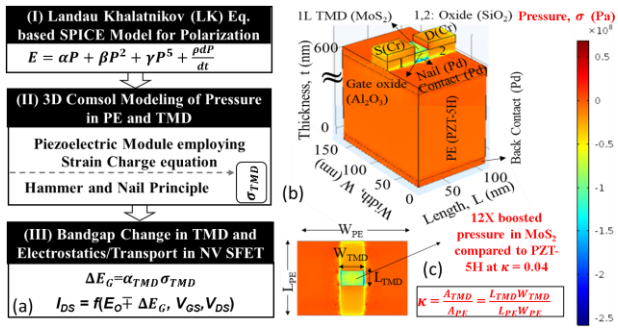 (I) Landau Khalatnikov (LK) Eq.
based SPICE Model for Polarization
E = αP + βP² + γP⁵ + ρdP/dt
(II) 3D Comsol Modeling of Pressure
in PE and TMD
Piezoelectric Module employing
Strain Charge equation
Hammer and Nail Principle
σTMD
(III) Bandgap Change in TMD and
Electrostatics/Transport in NV SFET
ΔEG=αTMDσTMD
(a)
IDS = f(EO∓ ΔEG, VGS,VDS)
1L TMD (MoS2)
1,2: Oxide (SiO2)
Pressure, σ (Pa)
×10⁸
600
S(Cr)
D(Cr)
1
2
Nail (Pd)
Contact (Pd)
Gate oxide
(Al2O3)
Thickness, t (nm)
0
PE (PZT-5H)
Back Contact (Pd)
150
100
50
0
Width, W (nm)
0
50
100
Length, L (nm)
(b)
0.5
0
-0.5
-1
-1.5
-2
-2.5
WPE
WTMD
LPE
LTMD
12X boosted
pressure in MoS2
compared to PZT-
5H at κ = 0.04
(c)
κ = ATMD/APE = LTMDWTMD/LPEWPE